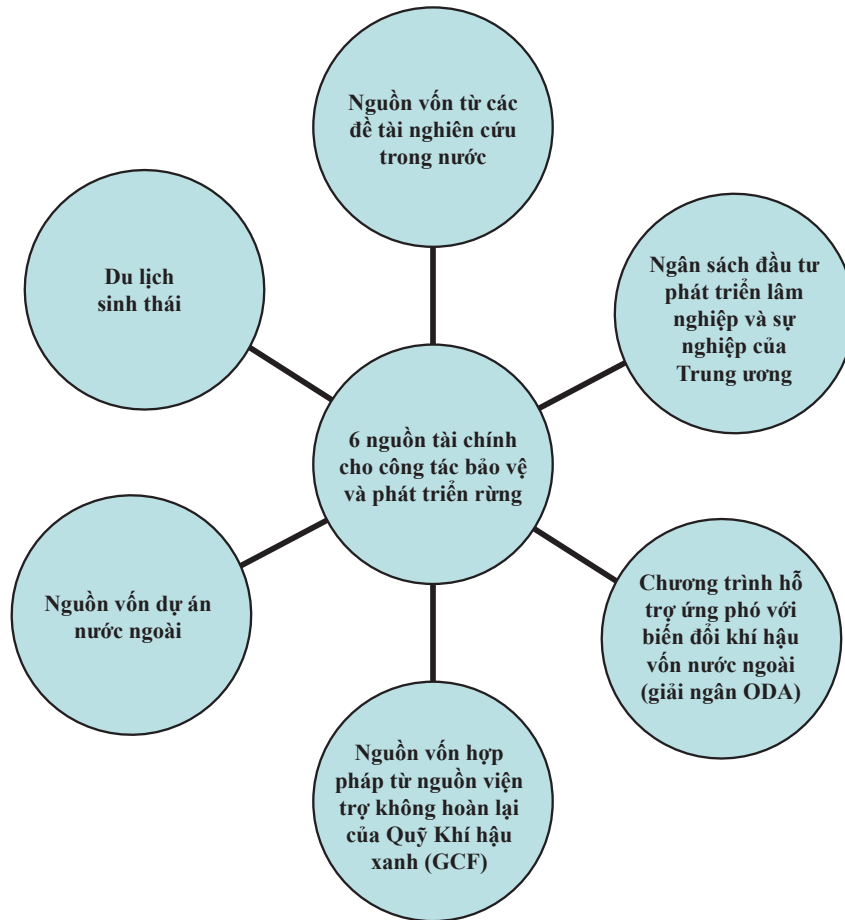 Nguồn vốn từ các
đề tài nghiên cứu
trong nước
Du lịch
sinh thái
Ngân sách đầu tư
phát triển lâm
nghiệp và sự
nghiệp của
Trung ương
6 nguồn tài chính
cho công tác bảo vệ
và phát triển rừng
Nguồn vốn dự án
nước ngoài
Chương trình hỗ
trợ ứng phó với
biến đổi khí hậu
vốn nước ngoài
(giải ngân ODA)
Nguồn vốn hợp
pháp từ nguồn viện
trợ không hoàn lại
của Quỹ Khí hậu
xanh (GCF)